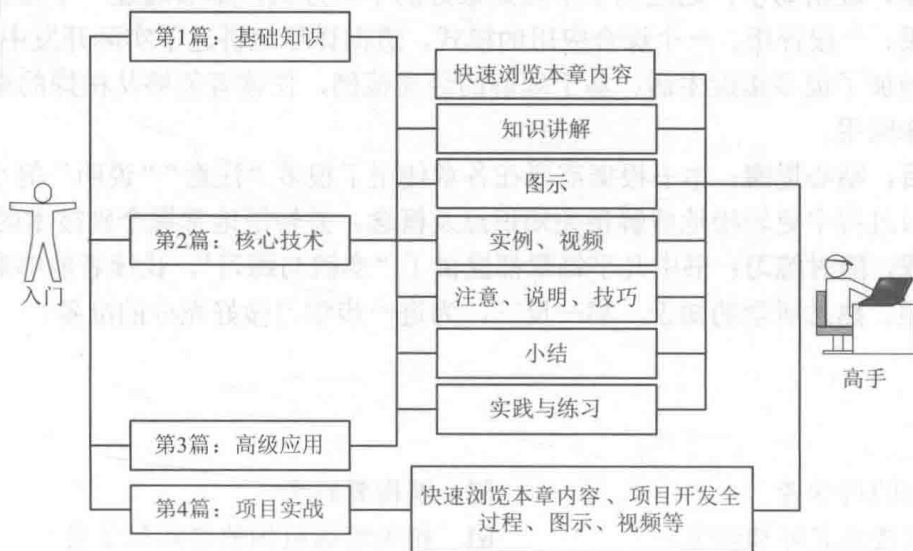 第1篇：基础知识
快速浏览本章内容
知识讲解
图示
第2篇：核心技术
实例、视频
入门
注意、说明、技巧
小结
高手
实践与练习
第3篇：高级应用
第4篇：项目实战
快速浏览本章内容、项目开发全
过程、图示、视频等